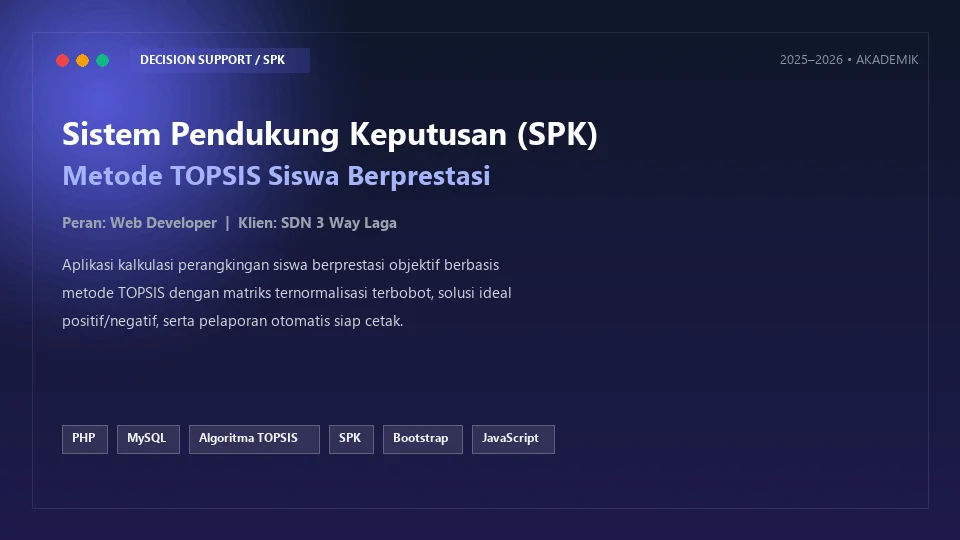 DECISION SUPPORT / SPK
2025–2026 • AKADEMIK
Sistem Pendukung Keputusan (SPK)
Metode TOPSIS Siswa Berprestasi
Peran: Web Developer | Klien: SDN 3 Way Laga
Aplikasi kalkulasi perangkingan siswa berprestasi objektif berbasis
metode TOPSIS dengan matriks ternormalisasi terbobot, solusi ideal
positif/negatif, serta pelaporan otomatis siap cetak.
PHP
MySQL
Algoritma TOPSIS
SPK
Bootstrap
JavaScript